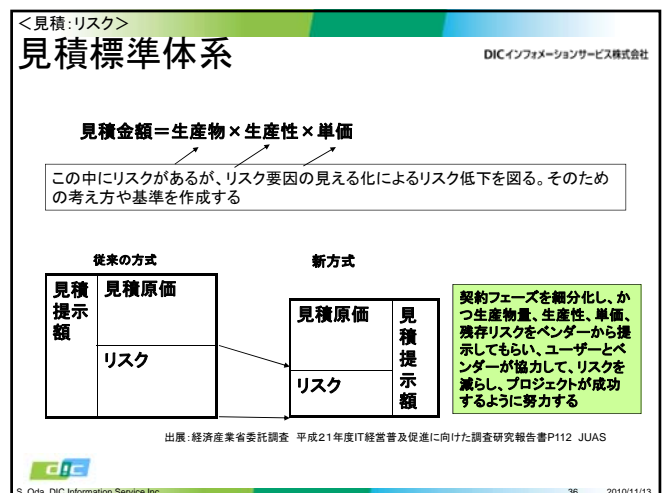 ＜見積：リスク＞
見積標準体系
DICインフォメーションサービス株式会社
見積金額＝生産物×生産性×単価
この中にリスクがあるが、リスク要因の見える化によるリスク低下を図る。そのため
の考え方や基準を作成する
従来の方式
新方式
見積
提示
額
見積原価
リスク
見積原価
リスク
見
積
提
示
額
契約フェーズを細分化し、か
つ生産物量、生産性、単価、
残存リスクをベンダーから提
示してもらい、ユーザーとベ
ンダーが協力して、リスクを
減らし、プロジェクトが成功
するように努力する
出展：経済産業省委託調査　平成２１年度IT経営普及促進に向けた調査研究報告書P112　JUAS
dic
S. Oda, DIC Information Service Inc.
36
2010/11/13